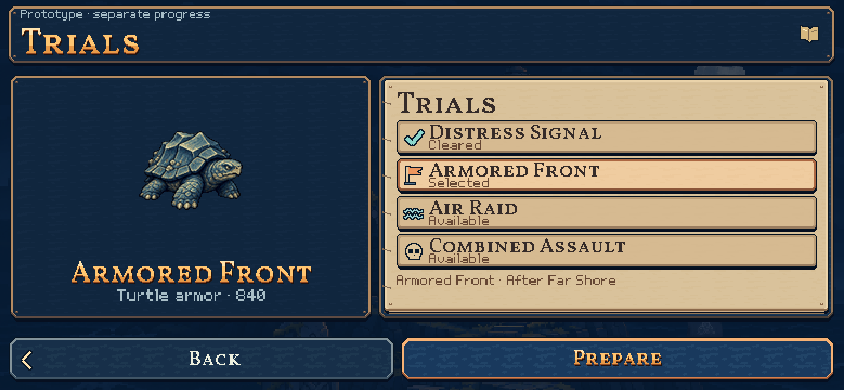 Prototype · separate progress
Trials
Armored Front
Turtle armor · 840
Trials
Distress Signal
Cleared
Armored Front
Selected
Air Raid
Available
Combined Assault
Available
Armored Front · After Far Shore
Back
Prepare